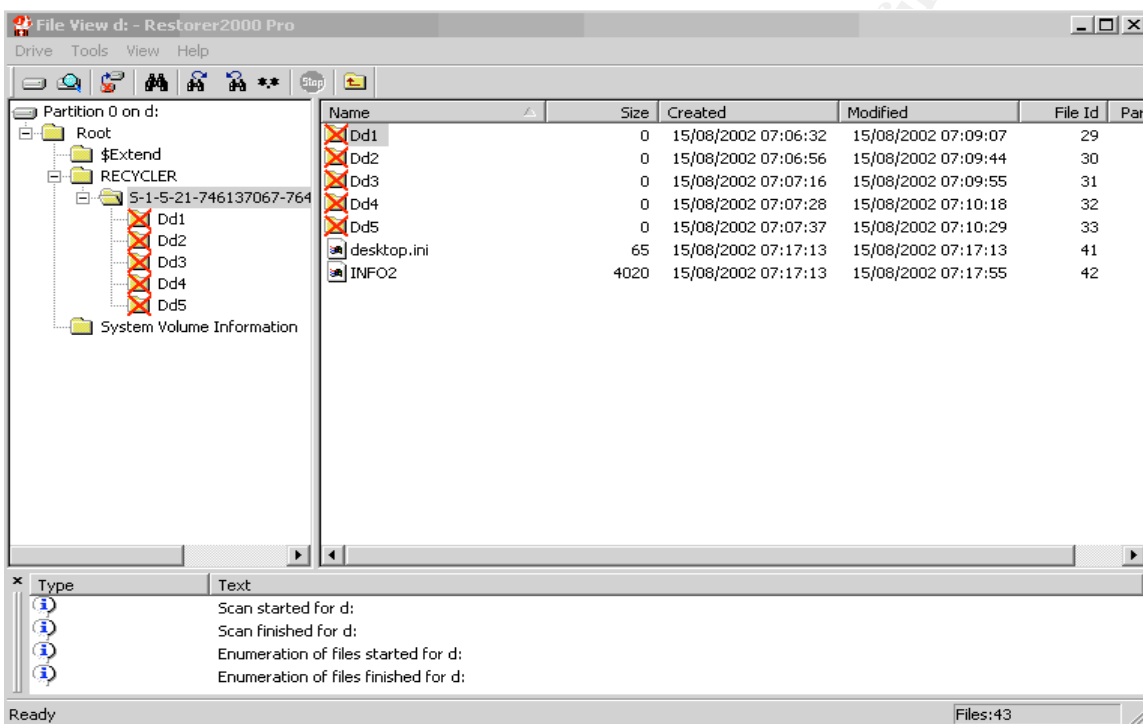 File View d: - Restorer2000 Pro
Drive Tools View Help
Stop
Partition 0 on d:
Root
$Extend
RECYCLER
S-1-5-21-746137067-764
Dd1
Dd2
Dd3
Dd4
Dd5
System Volume Information
Name Size Created Modified File Id Par
Dd1 0 15/08/2002 07:06:32 15/08/2002 07:09:07 29
Dd2 0 15/08/2002 07:06:56 15/08/2002 07:09:44 30
Dd3 0 15/08/2002 07:07:16 15/08/2002 07:09:55 31
Dd4 0 15/08/2002 07:07:28 15/08/2002 07:10:18 32
Dd5 0 15/08/2002 07:07:37 15/08/2002 07:10:29 33
desktop.ini 65 15/08/2002 07:17:13 15/08/2002 07:17:13 41
INFO2 4020 15/08/2002 07:17:13 15/08/2002 07:17:55 42
Type Text
Scan started for d:
Scan finished for d:
Enumeration of files started for d:
Enumeration of files finished for d:
Ready Files:43